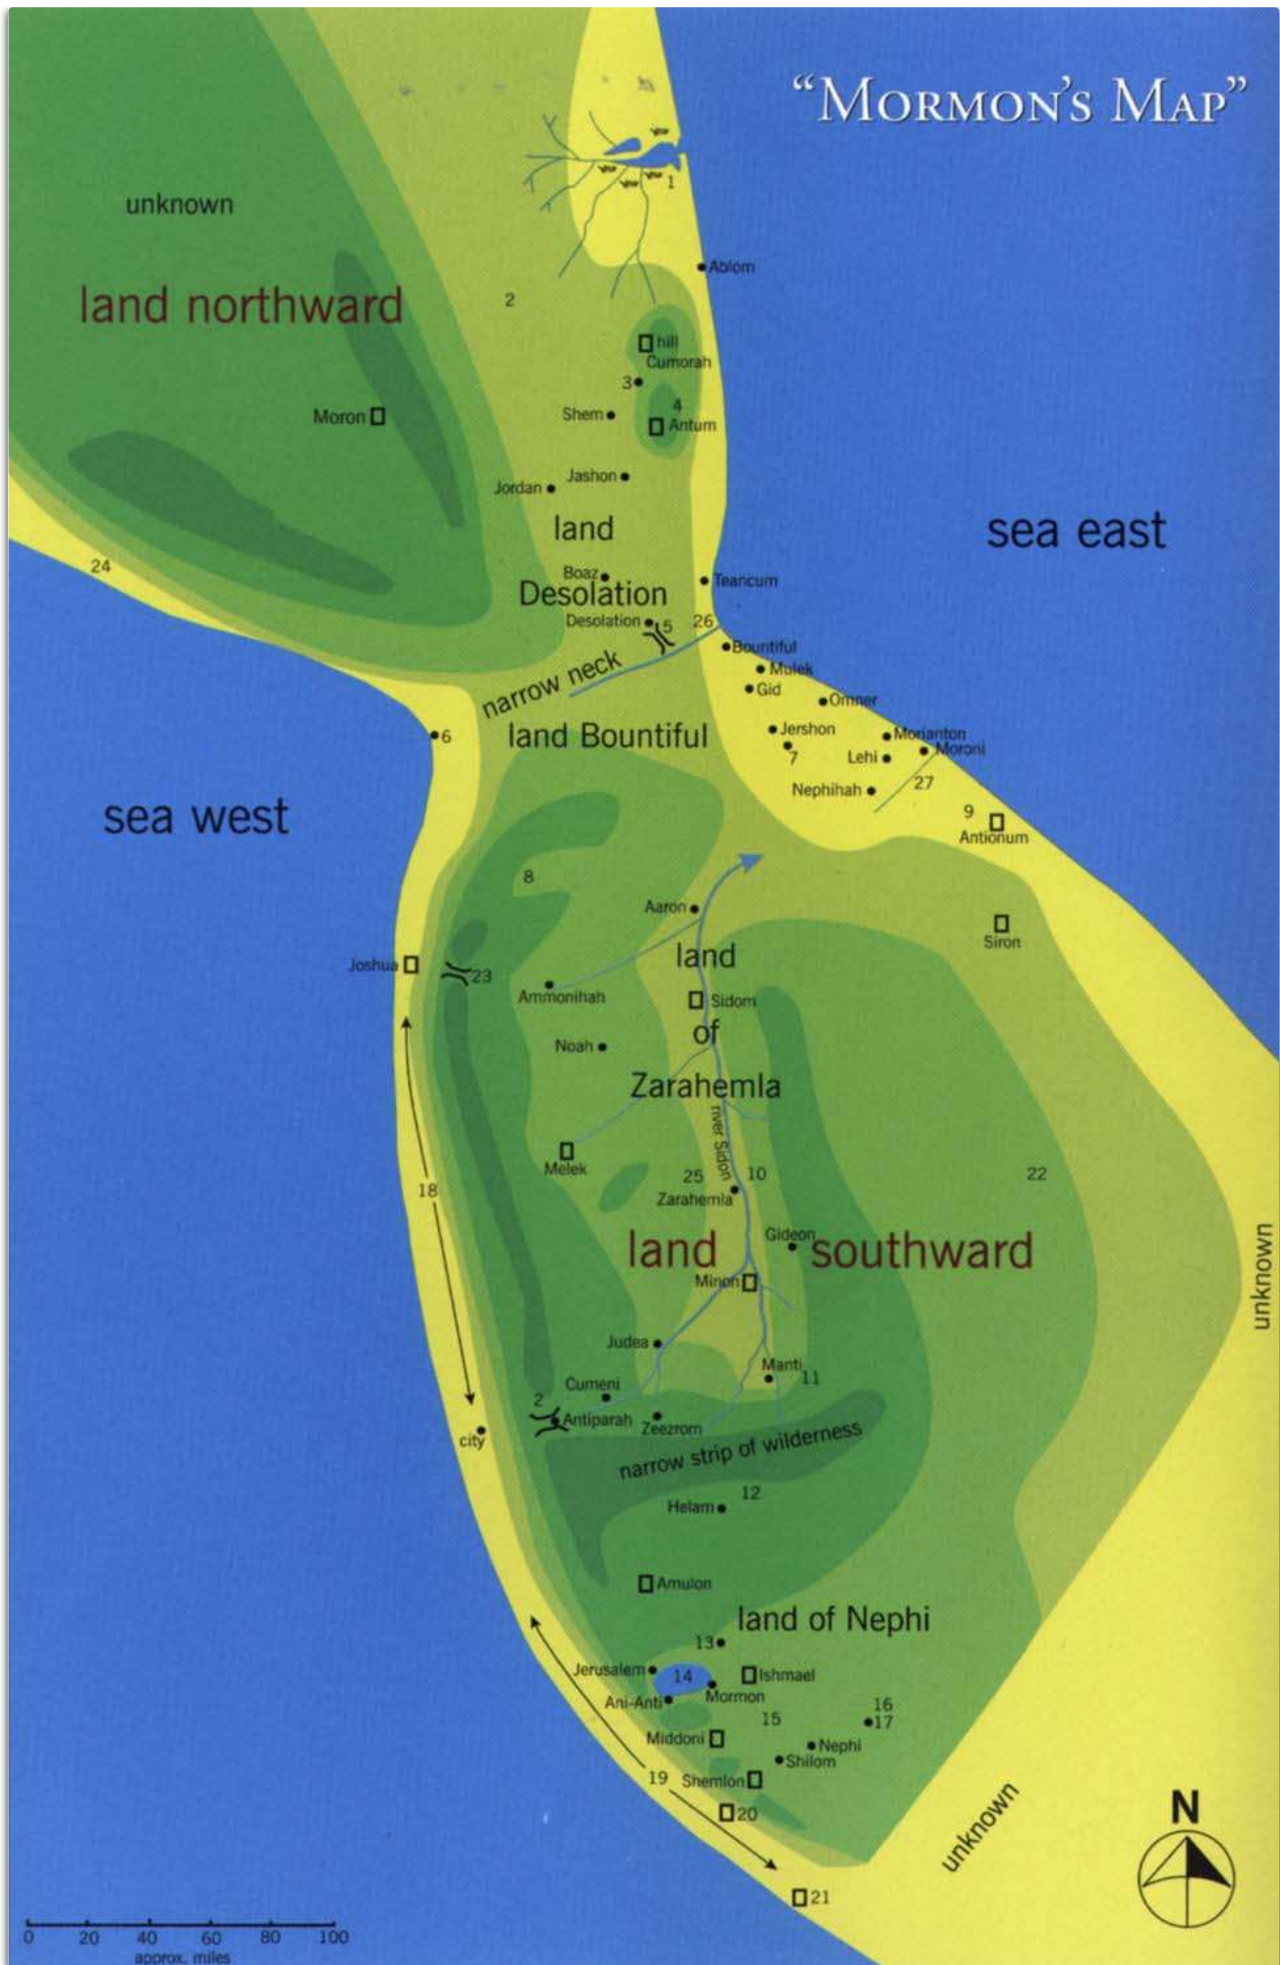 "MORMON'S MAP"
1
unknown
Ablom
land northward
2
hill
Cumorah
3
4
Moron
Shem
Antum
Jashon
Jordan
land
sea east
24
Boaz
Teancum
Desolation
Desolation
5
26
Bountiful
narrow neck
Mulek
Gid
Omner
6
land Bountiful
Jershon
Morianton
7
Moroni
Lehi
27
Nephihah
sea west
9
Antionum
8
Aaron
land
Siron
Joshua
23
Ammonihah
Sidom
of
Noah
Zarahemla
river Sidon
Melek
25
10
22
18
Zarahemla
Gideon
land southward
unknown
Minon
Judea
Manti
11
Cumeni
2
Antiparah
Zeezrom
city
narrow strip of wilderness
12
Helam
Amulon
land of Nephi
13
Jerusalem
14
Ishmael
Mormon
Ani-Anti
16
15
17
Middoni
Nephi
Shilom
19
Shemlon
20
unknown
N
21
0 20 40 60 80 100
approx. miles